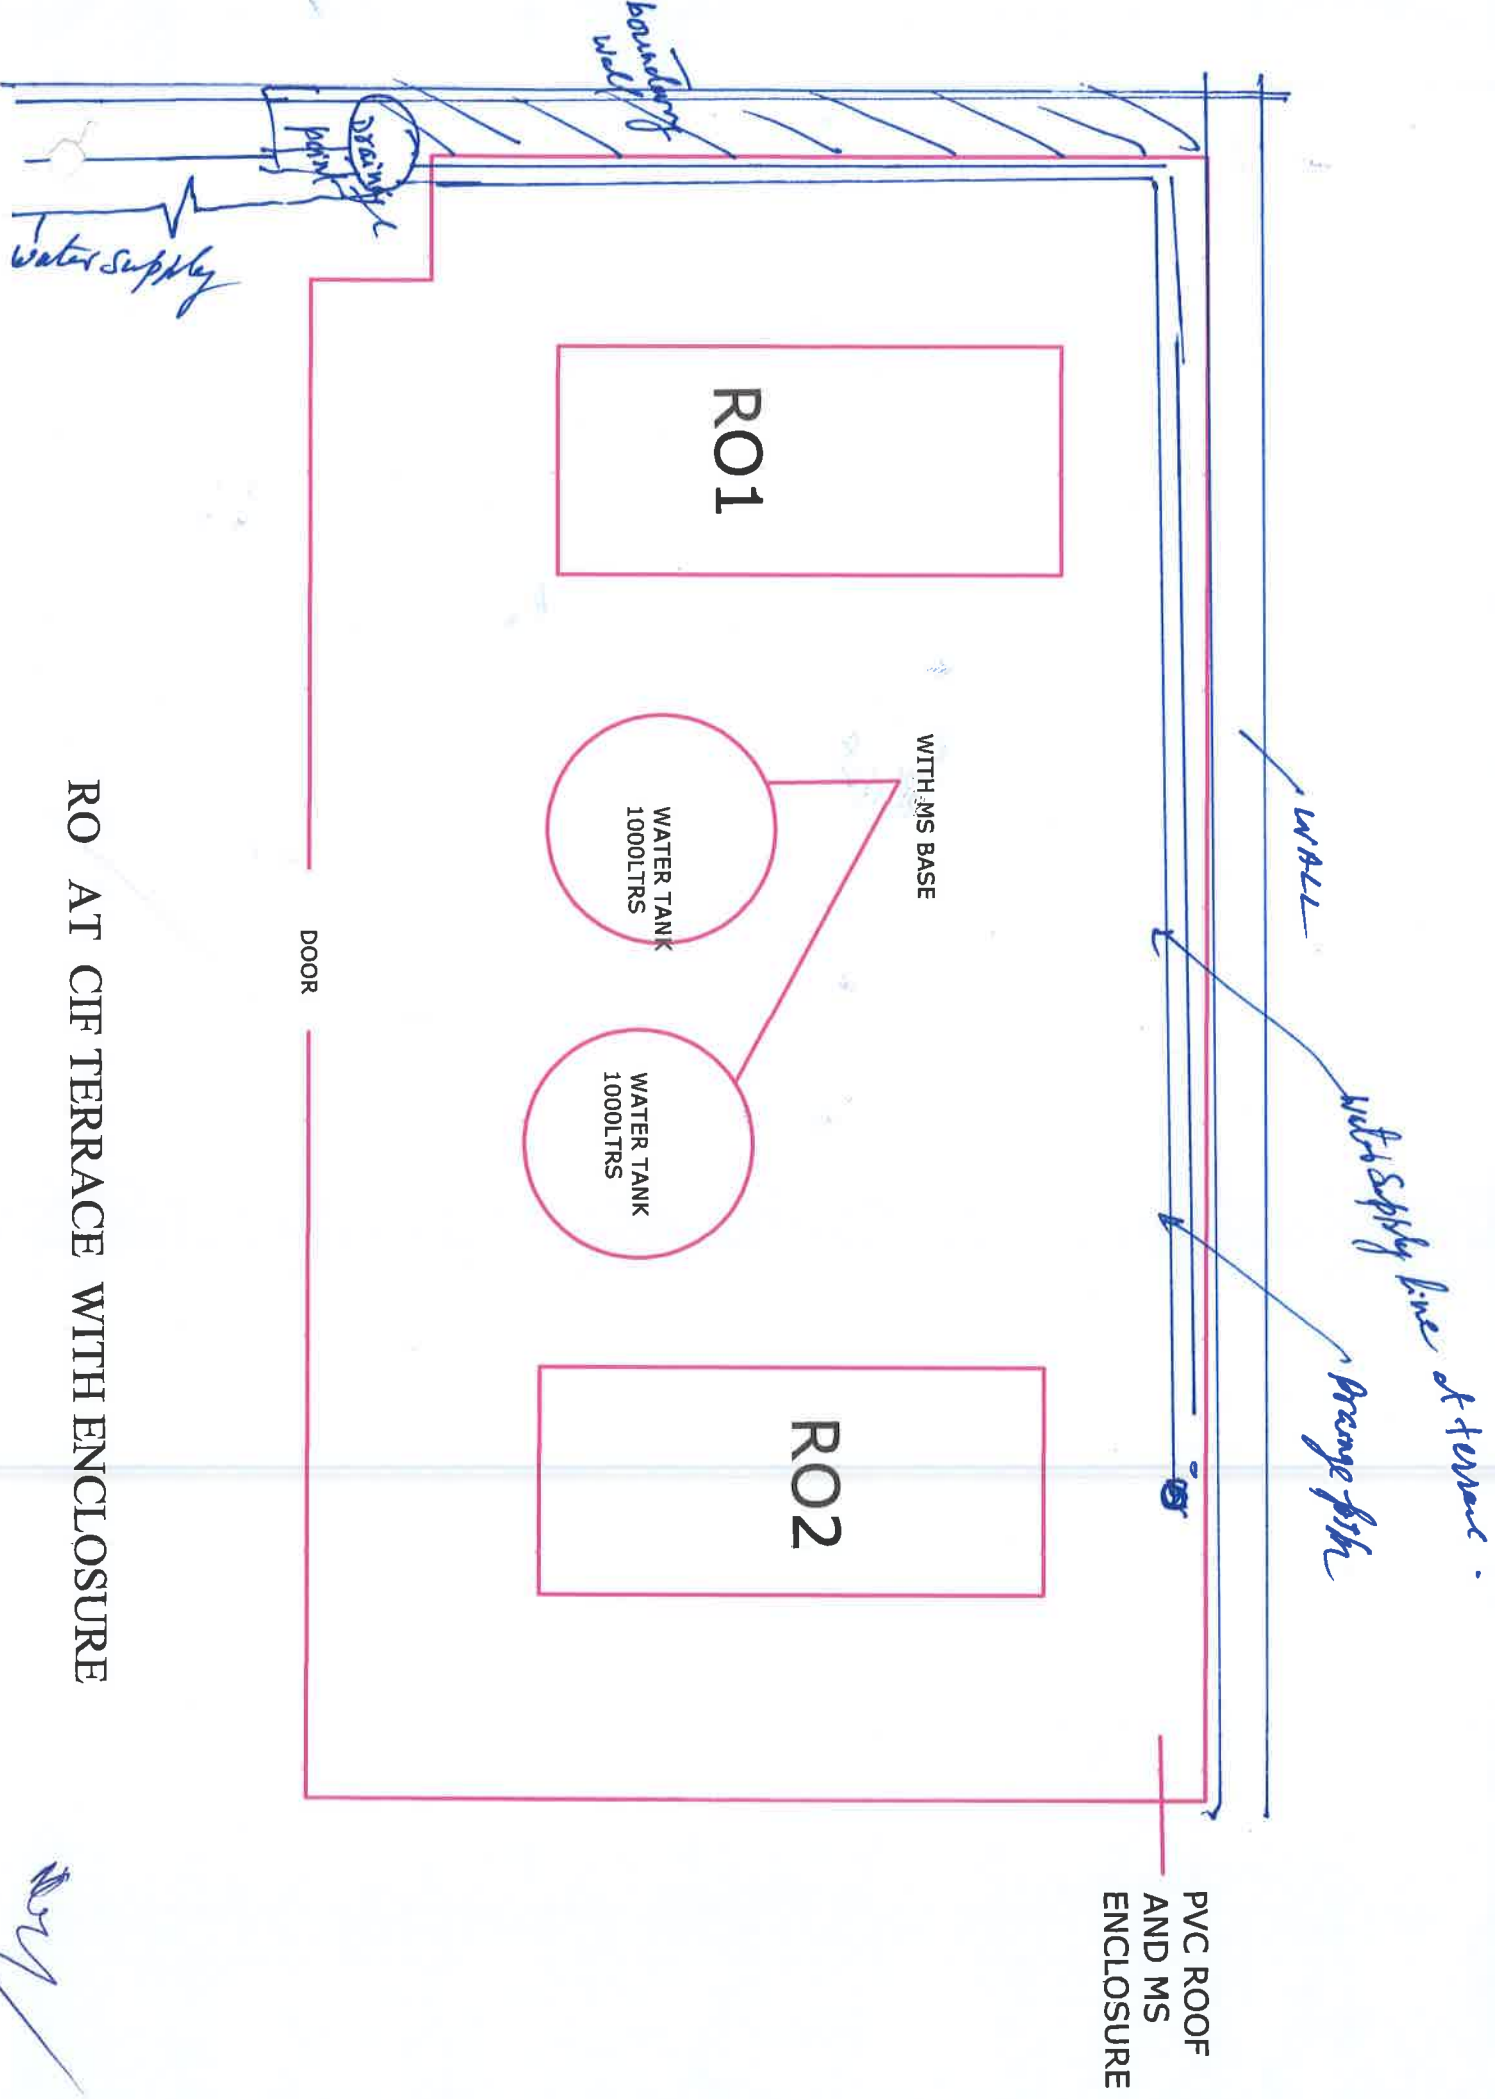 WALL
water supply line at terrace.
Drainage path
PVC ROOF
AND MS
ENCLOSURE
boundary
wall
Drainage
point
water supply
RO1
WITH MS BASE
WATER TANK
1000LTRS
WATER TANK
1000LTRS
RO2
DOOR
RO AT CIF TERRACE WITH ENCLOSURE